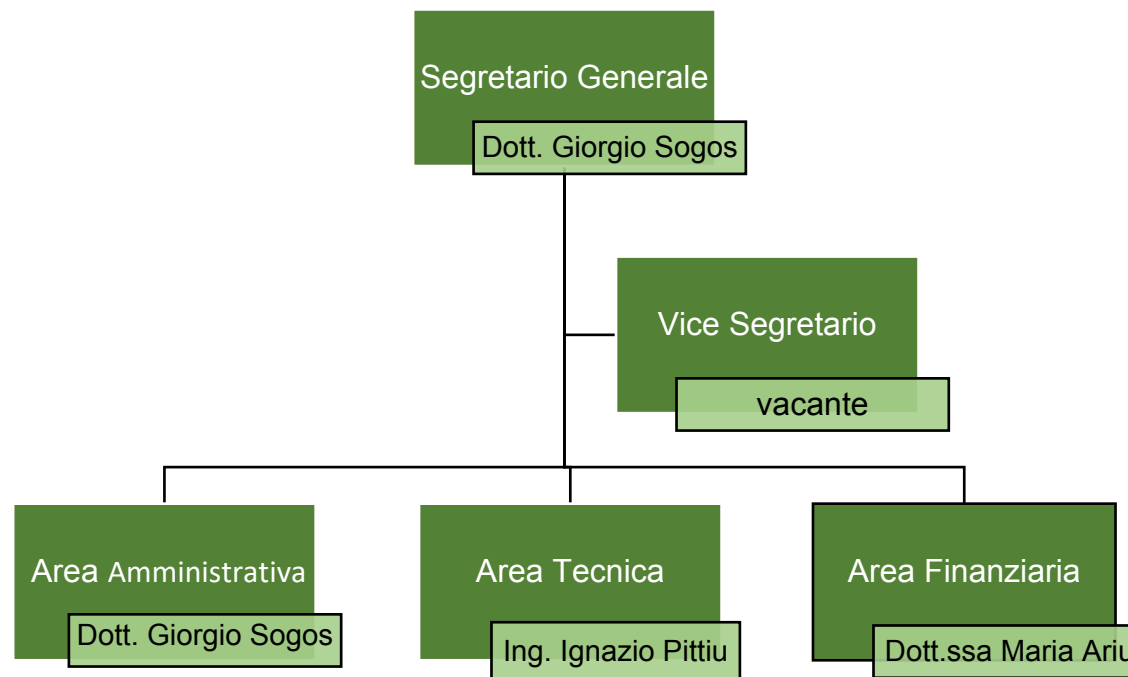 Segretario Generale
Dott. Giorgio Sogos
Vice Segretario
vacante
Area Amministrativa
Dott. Giorgio Sogos
Area Tecnica
Ing. Ignazio Pittiu
Area Finanziaria
Dott.ssa Maria Ariu